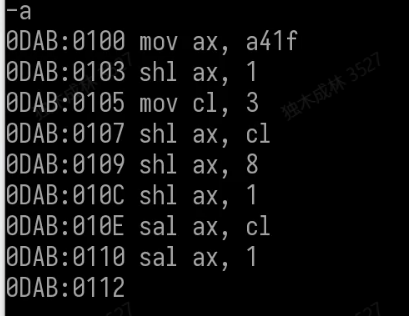 -a
0DAB:0100 mov ax, a41f
0DAB:0103 shl ax, 1
0DAB:0105 mov cl, 3
0DAB:0107 shl ax, cl
0DAB:0109 shl ax, 8
0DAB:010C shl ax, 1
0DAB:010E sal ax, cl
0DAB:0110 sal ax, 1
0DAB:0112
独木成林 3527